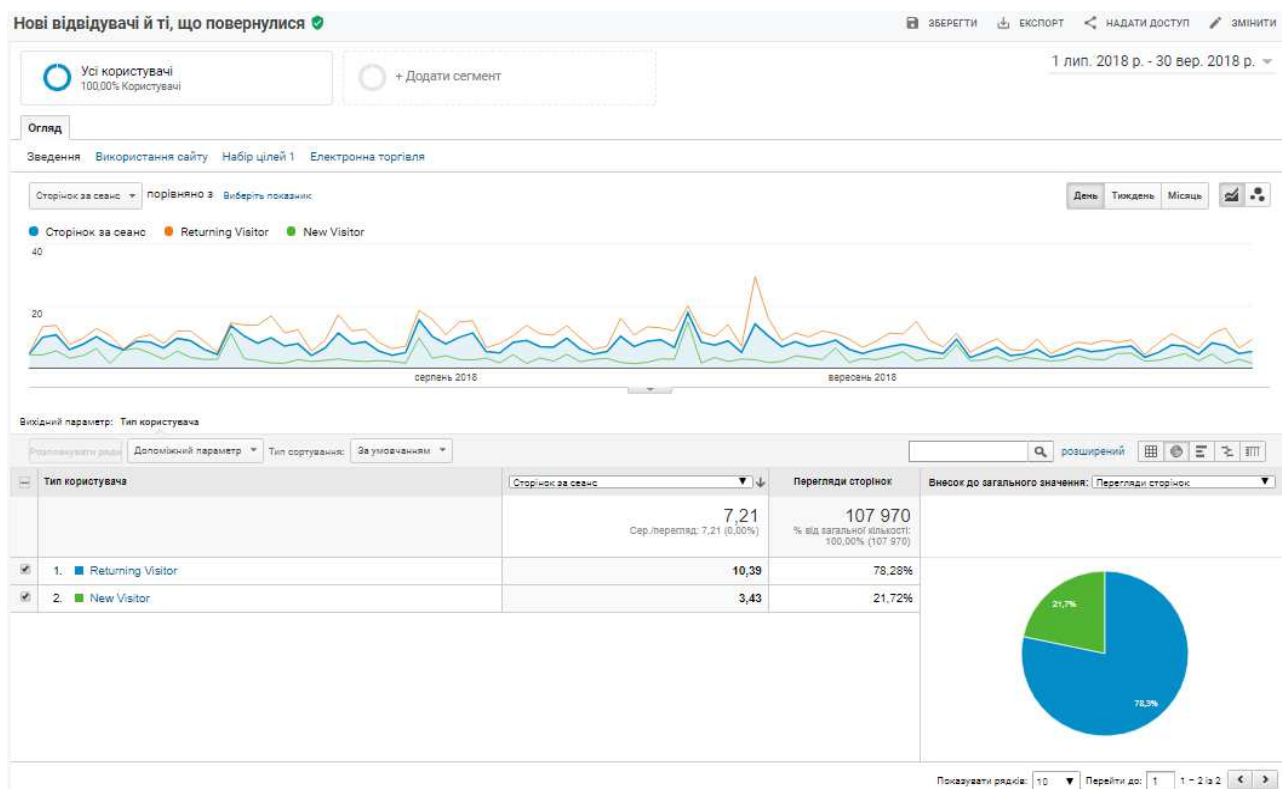 Нові відвідувачі й ті, що повернулися
ЗБЕРЕГТИ ЕКСПОРТ НАДАТИ ДОСТУП ЗМІНИТИ
1 лип. 2018 р. - 30 вер. 2018 р.
Усі користувачі
100,00% Користувачі
+ Додати сегмент
Огляд
Зведення Використання сайту Набір цілей 1 Електронна торгівля
Сторінок за сеанс порівняно з Виберіть показник
День Тиждень Місяць
Сторінок за сеанс Returning Visitor New Visitor
40
20
серпень 2018 вересень 2018
Вихідний параметр: Тип користувача
Розпланувати ряди Допоміжний параметр Тип сортування: За умовчанням
розширений
Тип користувача Сторінок за сеанс Перегляди сторінок Внесок до загального значення: Перегляди сторінок
7,21 107 970
Сер./перегляд: 7,21 (0,00%) % від загальної кількості:
100,00% (107 970)
1. Returning Visitor 10,39 78,28%
2. New Visitor 3,43 21,72%
21,7%
78,3%
Показувати рядків: 10 Перейти до: 1 1 – 2 із 2